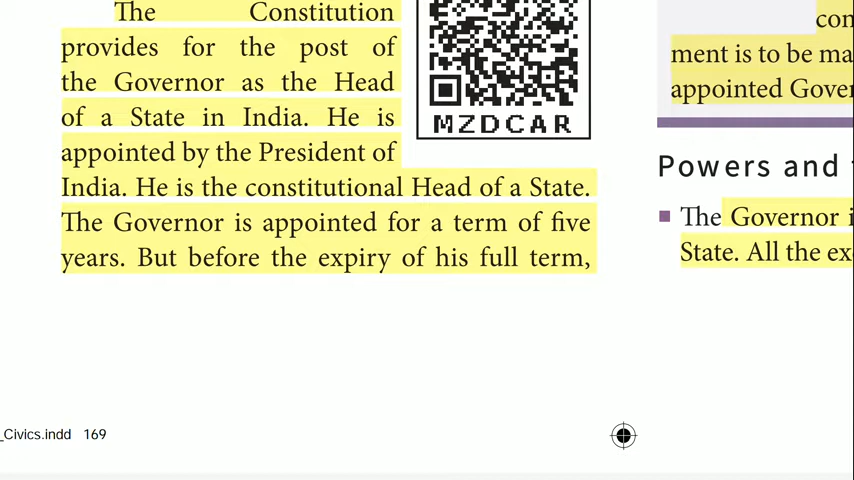 The Constitution
provides for the post of
the Governor as the Head
of a State in India. He is
appointed by the President of
India. He is the constitutional Head of a State.
The Governor is appointed for a term of five
years. But before the expiry of his full term,
MZDCAR
con
ment is to be ma
appointed Gover
Powers and
The Governor i
State. All the ex
_Civics.indd 169